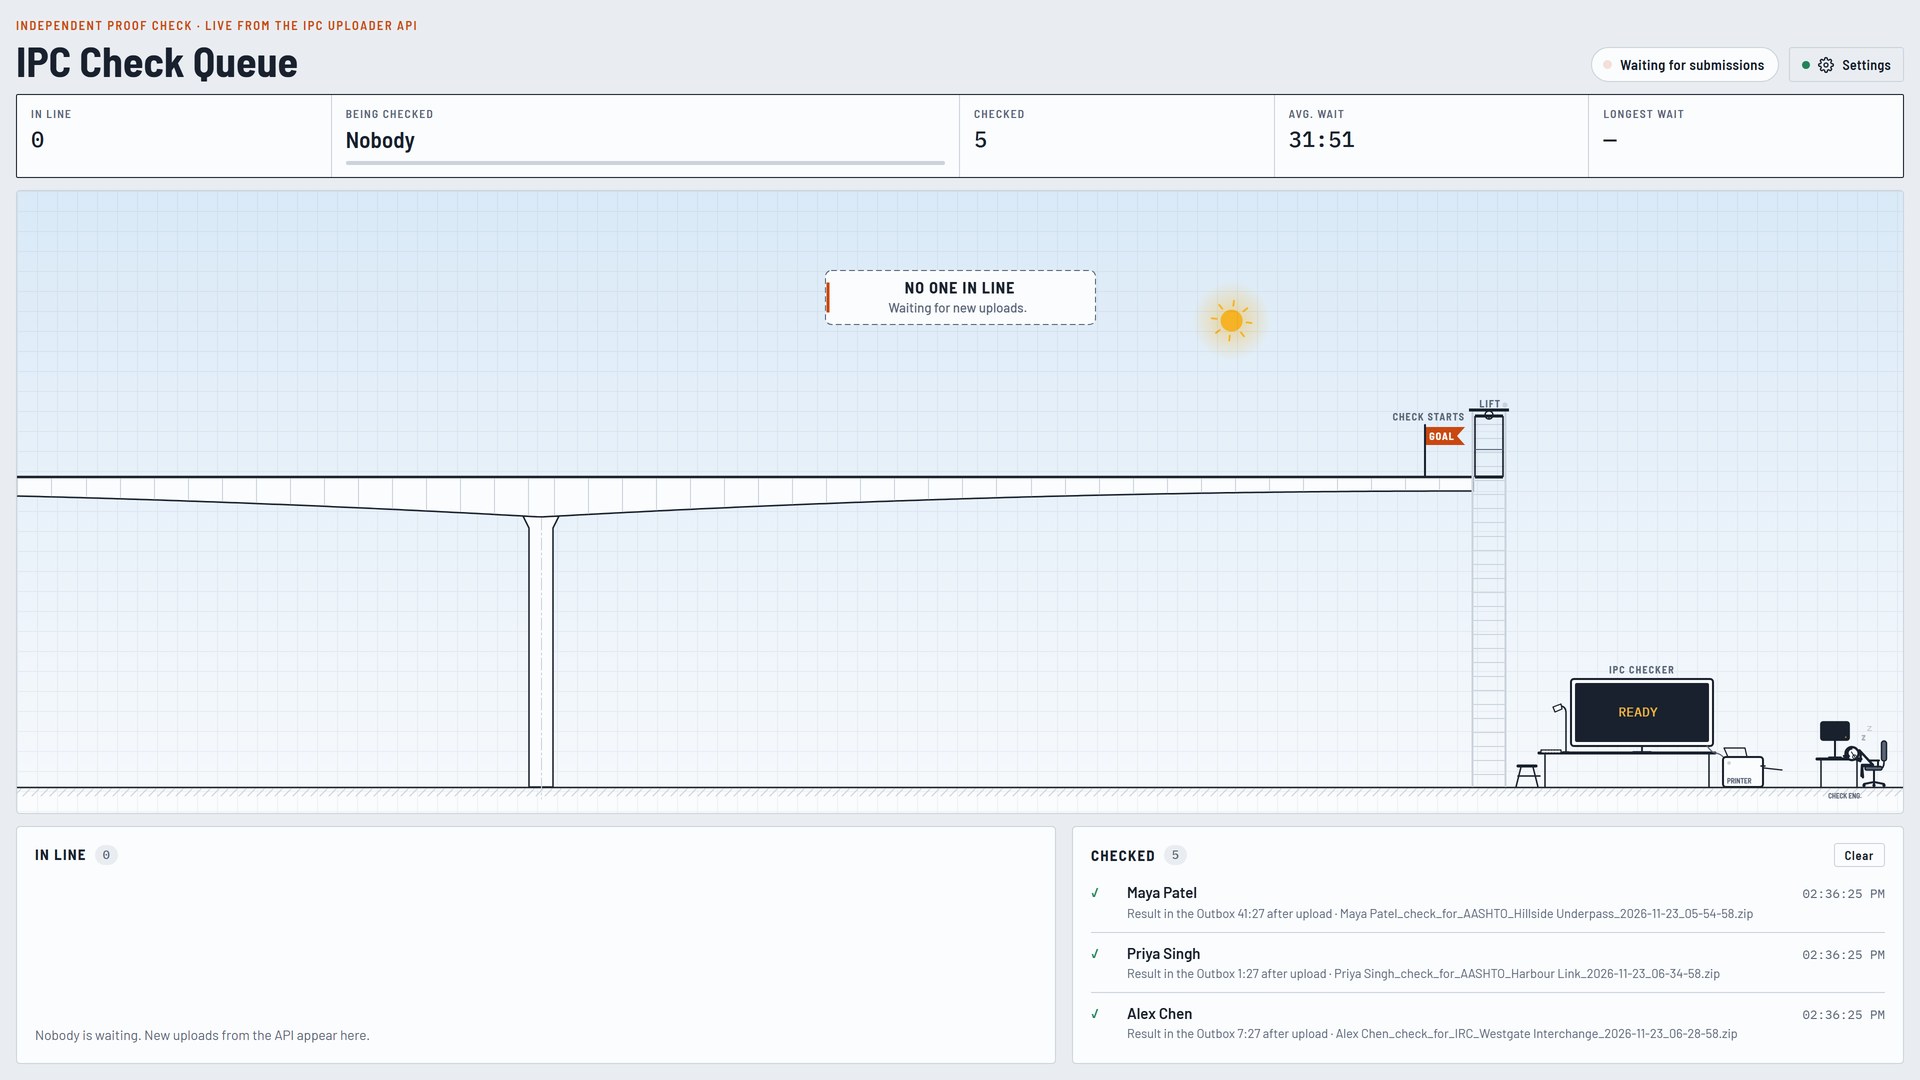 INDEPENDENT PROOF CHECK · LIVE FROM THE IPC UPLOADER API
IPC Check Queue
Waiting for submissions
Settings
IN LINE
0
BEING CHECKED
Nobody
CHECKED
5
AVG. WAIT
31:51
LONGEST WAIT
—
NO ONE IN LINE
Waiting for new uploads.
LIFT
CHECK STARTS
GOAL
IPC CHECKER
READY
Z
Z
PRINTER
CHECK ENG.
IN LINE 0
Nobody is waiting. New uploads from the API appear here.
CHECKED 5
Clear
✓ Maya Patel 02:36:25 PM
Result in the Outbox 41:27 after upload · Maya Patel_check_for_AASHTO_Hillside Underpass_2026-11-23_05-54-58.zip
✓ Priya Singh 02:36:25 PM
Result in the Outbox 1:27 after upload · Priya Singh_check_for_AASHTO_Harbour Link_2026-11-23_06-34-58.zip
✓ Alex Chen 02:36:25 PM
Result in the Outbox 7:27 after upload · Alex Chen_check_for_IRC_Westgate Interchange_2026-11-23_06-28-58.zip